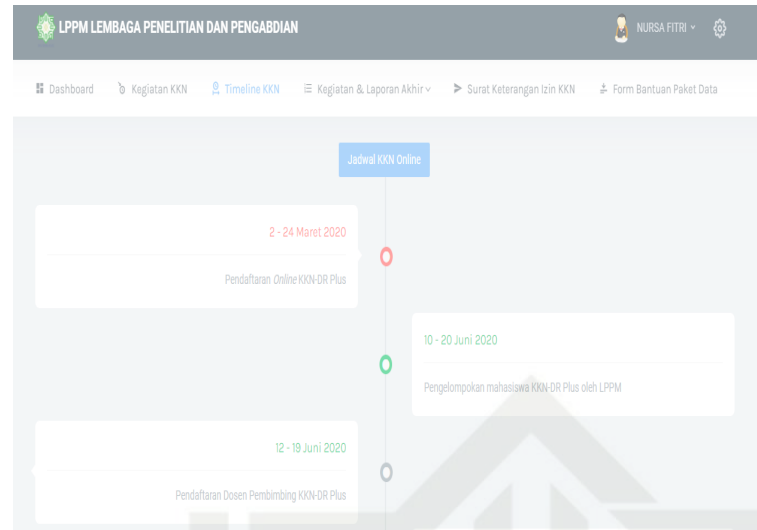 LPPM LEMBAGA PENELITIAN DAN PENGABDIAN
NURSA FITRI
Dashboard
Kegiatan KKN
Timeline KKN
Kegiatan & Laporan Akhir
Surat Keterangan Izin KKN
Form Bantuan Paket Data
Jadwal KKN Online
2 - 24 Maret 2020
Pendaftaran Online KKN-DR Plus
10 - 20 Juni 2020
Pengelompokan mahasiswa KKN-DR Plus oleh LPPM
12 - 19 Juni 2020
Pendaftaran Dosen Pembimbing KKN-DR Plus